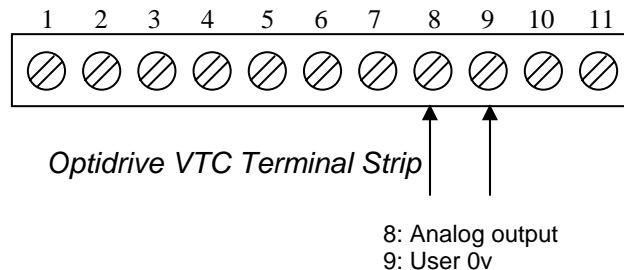 1 2 3 4 5 6 7 8 9 10 11
Optidrive VTC Terminal Strip
8: Analog output
9: User 0v